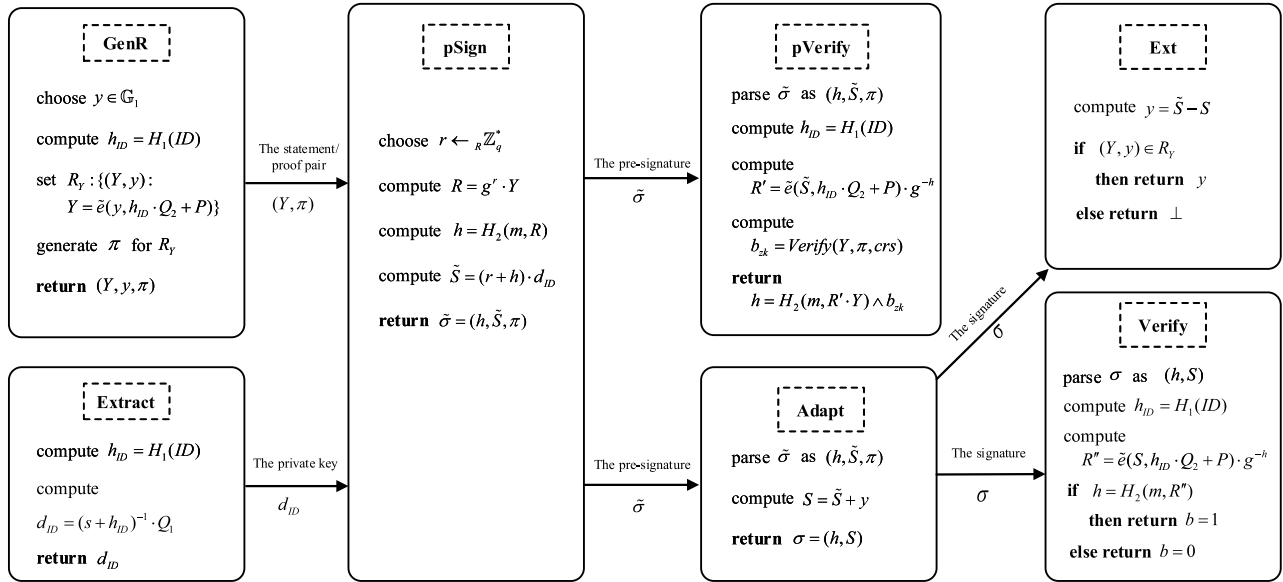 GenR
choose y ∈ 𝔾₁
compute h_ID = H₁(ID)
set R_Y : {(Y, y) :
Y = ẽ(y, h_ID · Q₂ + P)}
generate π for R_Y
return (Y, y, π)
Extract
compute h_ID = H₁(ID)
compute
d_ID = (s + h_ID)⁻¹ · Q₁
return d_ID
The statement/
proof pair
(Y, π)
The private key
d_ID
pSign
choose r ←_R ℤ*_q
compute R = g^r · Y
compute h = H₂(m, R)
compute S̃ = (r + h) · d_ID
return σ̃ = (h, S̃, π)
The pre-signature
σ̃
The pre-signature
σ̃
pVerify
parse σ̃ as (h, S̃, π)
compute h_ID = H₁(ID)
compute
R′ = ẽ(S̃, h_ID · Q₂ + P) · g^−h
compute
b_zk = Verify(Y, π, crs)
return
h = H₂(m, R′ · Y) ∧ b_zk
Adapt
parse σ̃ as (h, S̃, π)
compute S = S̃ + y
return σ = (h, S)
The signature
σ
The signature
σ
Ext
compute y = S̃ − S
if (Y, y) ∈ R_Y
then return y
else return ⊥
Verify
parse σ as (h, S)
compute h_ID = H₁(ID)
compute
R″ = ẽ(S, h_ID · Q₂ + P) · g^−h
if h = H₂(m, R″)
then return b = 1
else return b = 0